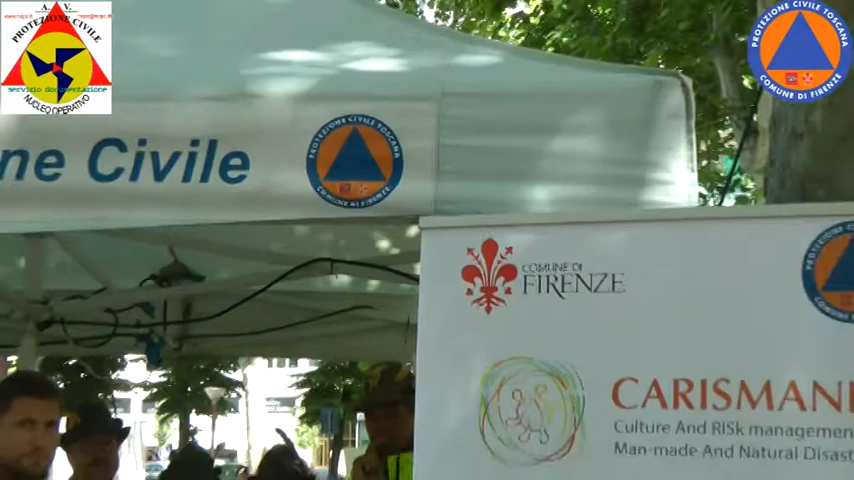 PROTEZIONE CIVILE
servizio documentazione
NUCLEO OPERATIVO
PROTEZIONE CIVILE TOSCANA
COMUNE DI FIRENZE
ne Civile
PROTEZIONE CIVILE TOSCANA
COMUNE DI FIRENZE
COMUNE DI
FIRENZE
CARISMAN
Culture And RISk management
Man-made And Natural Disast